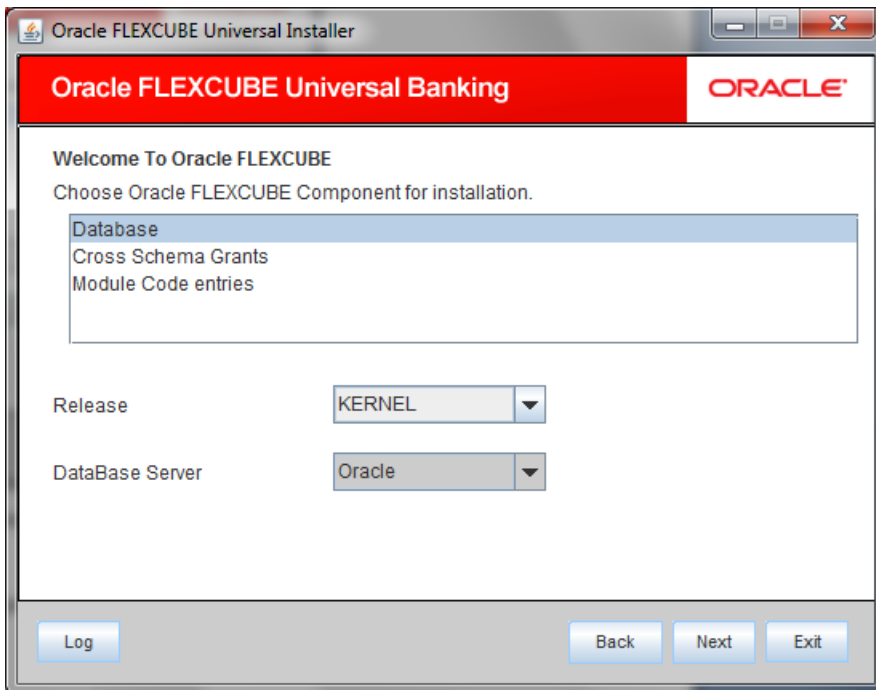 Oracle FLEXCUBE Universal Installer
Oracle FLEXCUBE Universal Banking
ORACLE®
Welcome To Oracle FLEXCUBE
Choose Oracle FLEXCUBE Component for installation.
Database
Cross Schema Grants
Module Code entries
Release KERNEL
DataBase Server Oracle
Log Back Next Exit